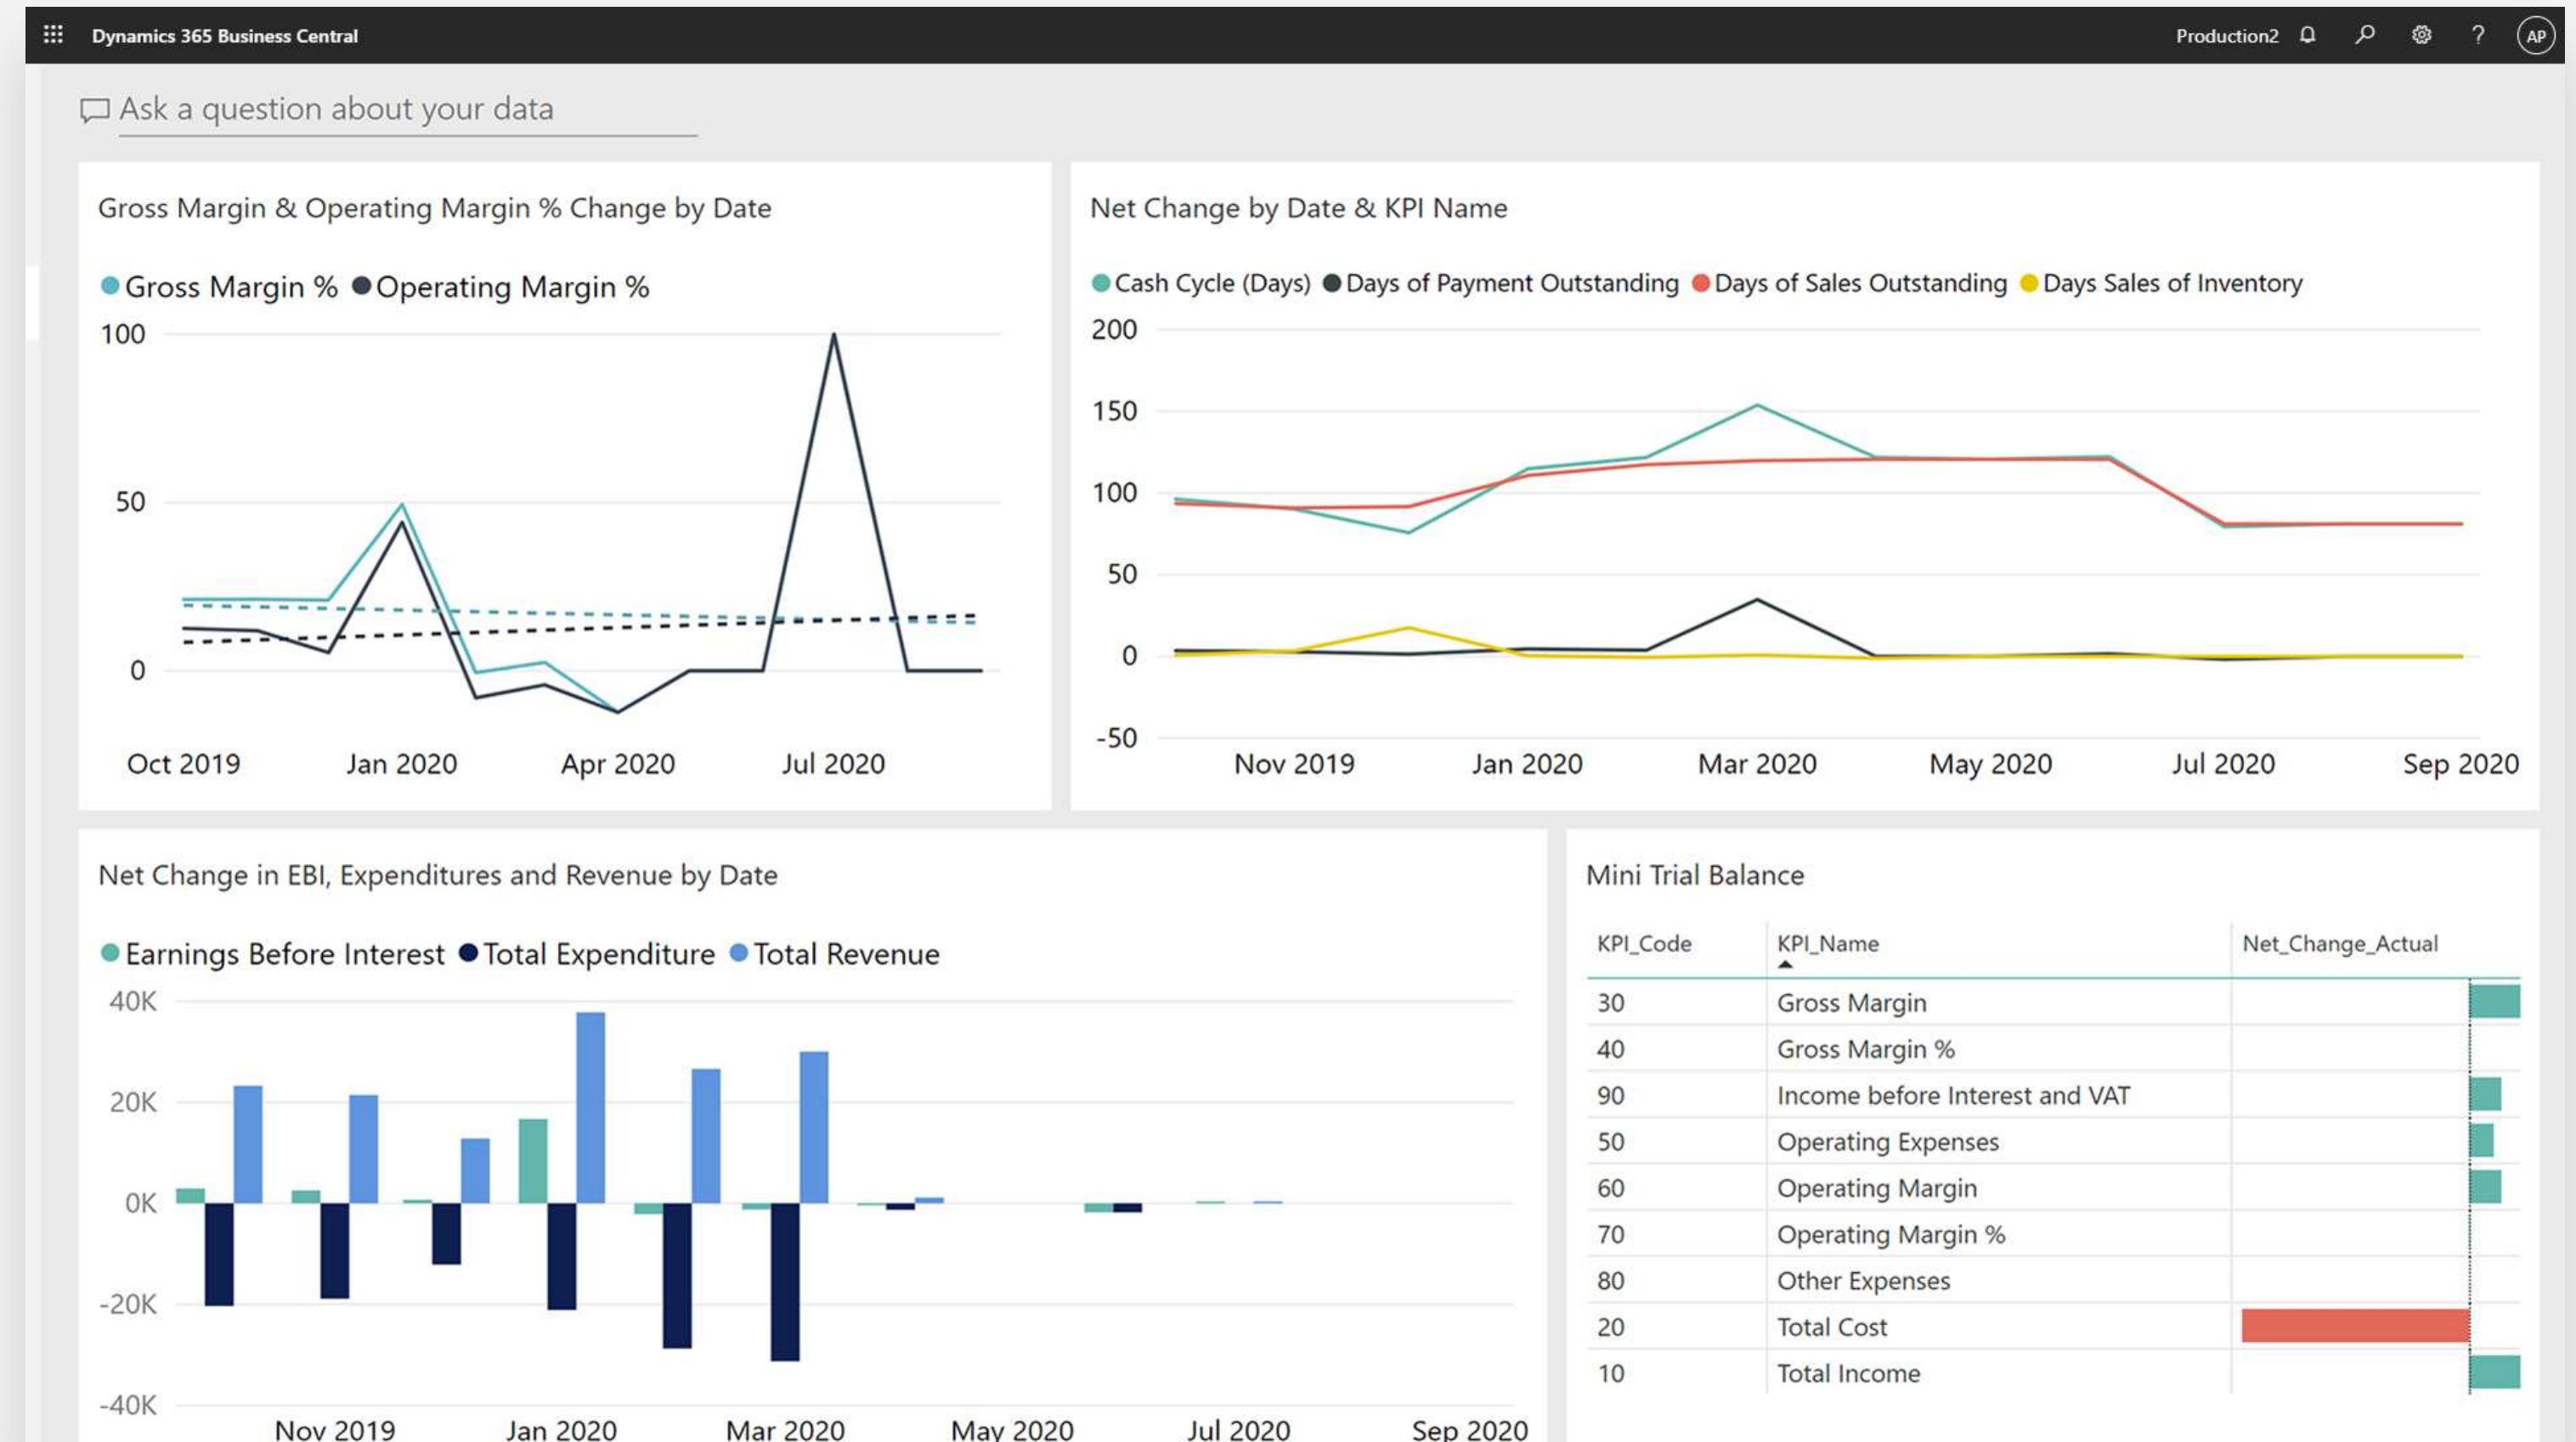 Dynamics 365 Business Central
Production2
?
AP
Ask a question about your data
Gross Margin & Operating Margin % Change by Date
Gross Margin % Operating Margin %
100
50
0
Oct 2019 Jan 2020 Apr 2020 Jul 2020
Net Change by Date & KPI Name
Cash Cycle (Days) Days of Payment Outstanding Days of Sales Outstanding Days Sales of Inventory
200
150
100
50
0
-50
Nov 2019 Jan 2020 Mar 2020 May 2020 Jul 2020 Sep 2020
Net Change in EBI, Expenditures and Revenue by Date
Earnings Before Interest Total Expenditure Total Revenue
40K
20K
0K
-20K
-40K
Nov 2019 Jan 2020 Mar 2020 May 2020 Jul 2020 Sep 2020
Mini Trial Balance
KPI_Code KPI_Name Net_Change_Actual
30 Gross Margin
40 Gross Margin %
90 Income before Interest and VAT
50 Operating Expenses
60 Operating Margin
70 Operating Margin %
80 Other Expenses
20 Total Cost
10 Total Income